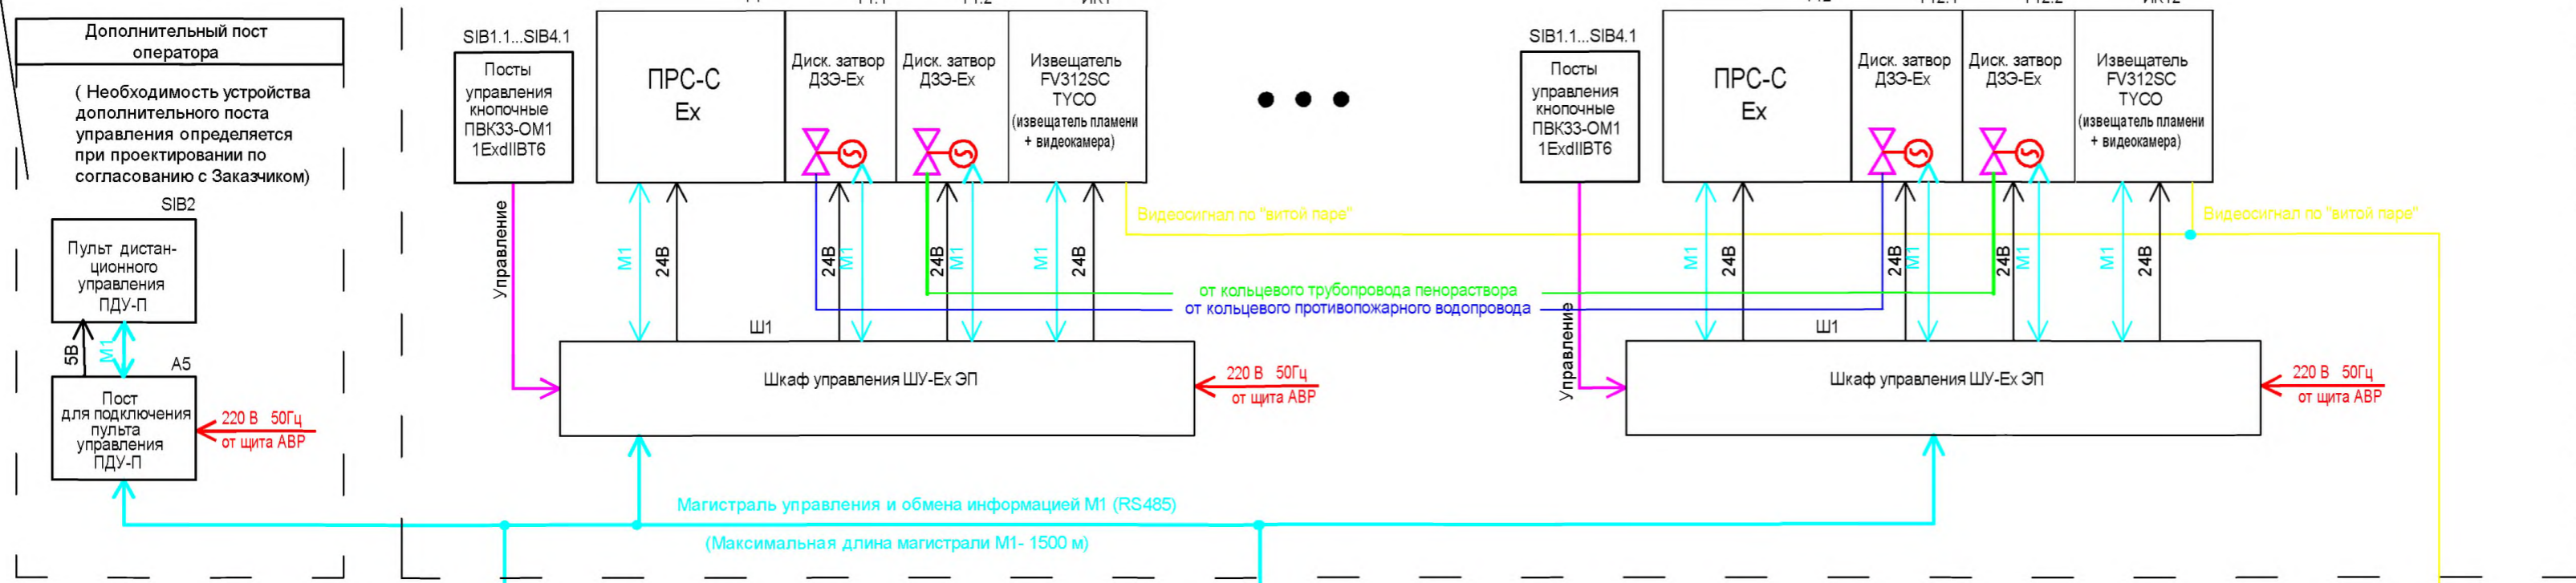 Дополнительный пост
оператора
( Необходимость устройства
дополнительного поста
управления определяется
при проектировании по
согласованию с Заказчиком)
SIB2
Пульт дистан-
ционного
управления
ПДУ-П
5В
М1
А5
Пост
для подключения
пульта
управления
ПДУ-П
220 В 50Гц
от щита АВР
SIB1.1...SIB4.1
Посты
управления
кнопочные
ПВК33-ОМ1
1ExdIIBT6
Управление
ПРС-С
Ex
Диск. затвор
ДЗЭ-Ex
Диск. затвор
ДЗЭ-Ex
Извещатель
FV312SC
TYCO
(извещатель пламени
+ видеокамера)
М1
24В
24В
М1
24В
М1
М1
24В
Видеосигнал по "витой паре"
от кольцевого трубопровода пенораствора
от кольцевого противопожарного водопровода
Ш1
Шкаф управления ШУ-Ex ЭП
220 В 50Гц
от щита АВР
SIB1.1...SIB4.1
Посты
управления
кнопочные
ПВК33-ОМ1
1ExdIIBT6
Управление
ПРС-С
Ex
Диск. затвор
ДЗЭ-Ex
Диск. затвор
ДЗЭ-Ex
Извещатель
FV312SC
TYCO
(извещатель пламени
+ видеокамера)
М1
24В
24В
М1
24В
М1
М1
24В
Видеосигнал по "витой паре"
Ш1
Шкаф управления ШУ-Ex ЭП
220 В 50Гц
от щита АВР
Магистраль управления и обмена информацией М1 (RS485)
(Максимальная длина магистрали М1- 1500 м)